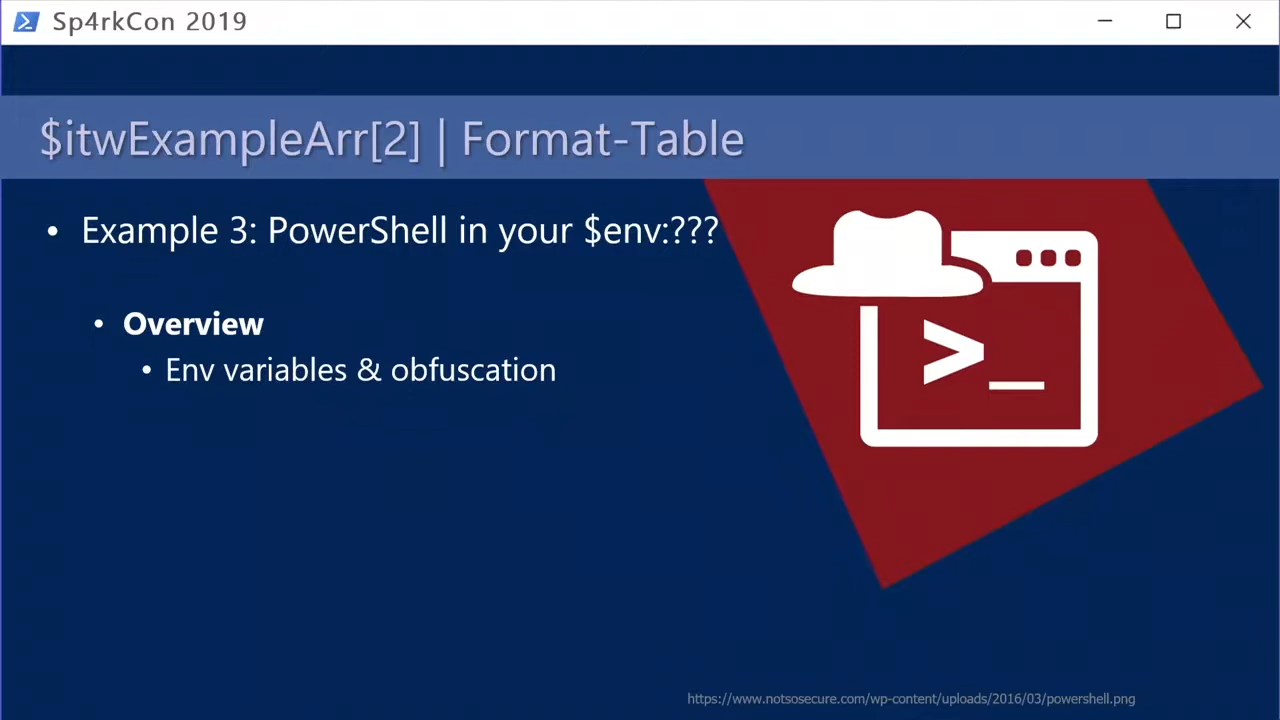 Sp4rkCon 2019
$itwExampleArr[2] | Format-Table
• Example 3: PowerShell in your $env:???
• Overview
• Env variables & obfuscation
>_
https://www.notsosecure.com/wp-content/uploads/2016/03/powershell.png